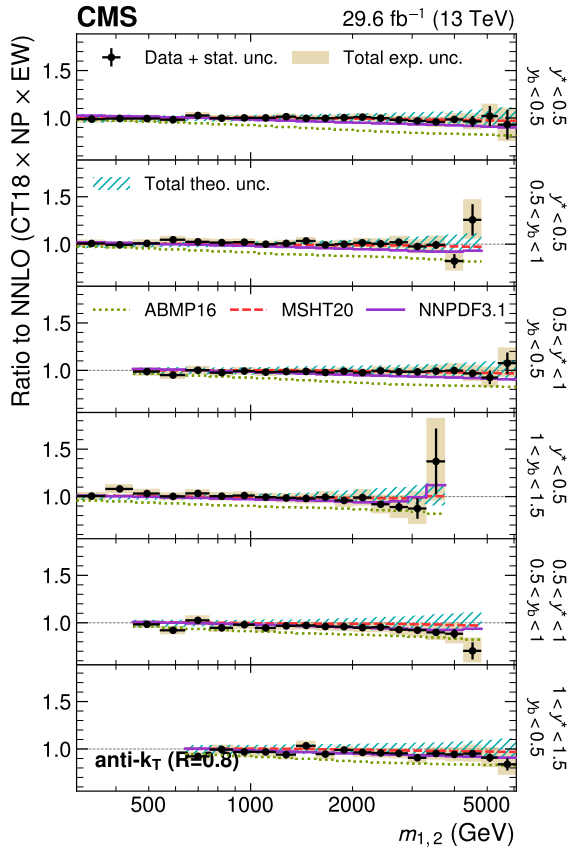 CMS
29.6 fb⁻¹ (13 TeV)
Ratio to NNLO (CT18 × NP × EW)
1.5
1.0
Data + stat. unc.
Total exp. unc.
y* < 0.5
y_b < 0.5
1.5
1.0
Total theo. unc.
y* < 0.5
0.5 < y_b < 1
1.5
1.0
ABMP16
MSHT20
NNPDF3.1
0.5 < y* < 1
y_b < 0.5
1.5
1.0
y* < 0.5
1 < y_b < 1.5
1.5
1.0
0.5 < y* < 1
0.5 < y_b < 1
1.5
1.0
anti-k_T (R=0.8)
1 < y* < 1.5
y_b < 0.5
500
1000
2000
5000
m_{1,2} (GeV)